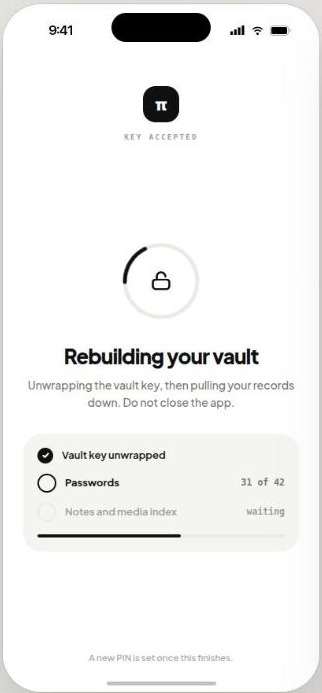 9:41
π
KEY ACCEPTED
Rebuilding your vault
Unwrapping the vault key, then pulling your records
down. Do not close the app.
Vault key unwrapped
Passwords 31 of 42
Notes and media index waiting
A new PIN is set once this finishes.